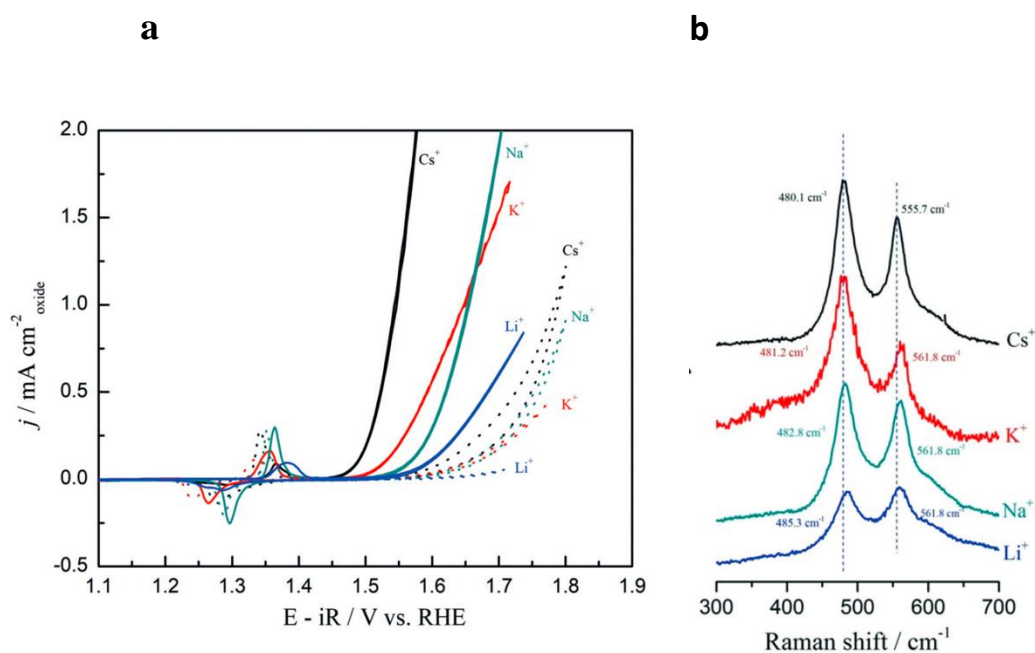 a
b
2.0
1.5
1.0
0.5
0.0
-0.5
j / mA cm⁻²oxide
Cs⁺
Na⁺
K⁺
Cs⁺
Li⁺
Na⁺
K⁺
Li⁺
1.1 1.2 1.3 1.4 1.5 1.6 1.7 1.8 1.9
E - iR / V vs. RHE
480.1 cm⁻¹
555.7 cm⁻¹
Cs⁺
481.2 cm⁻¹
561.8 cm⁻¹
K⁺
482.8 cm⁻¹
561.8 cm⁻¹
Na⁺
485.3 cm⁻¹
561.8 cm⁻¹
Li⁺
300 400 500 600 700
Raman shift / cm⁻¹